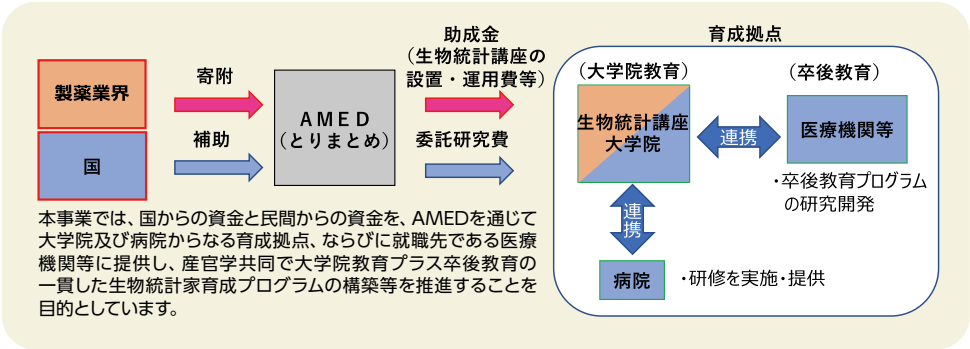 製薬業界
国
寄附
補助
AMED
（とりまとめ）
助成金
（生物統計講座の
設置・運用費等）
委託研究費
育成拠点
（大学院教育）
（卒後教育）
生物統計講座
大学院
連携
医療機関等
・卒後教育プログラム
の研究開発
連携
病院
・研修を実施・提供
本事業では、国からの資金と民間からの資金を、AMEDを通じて
大学院及び病院からなる育成拠点、ならびに就職先である医療
機関等に提供し、産官学共同で大学院教育プラス卒後教育の
一貫した生物統計家育成プログラムの構築等を推進することを
目的としています。